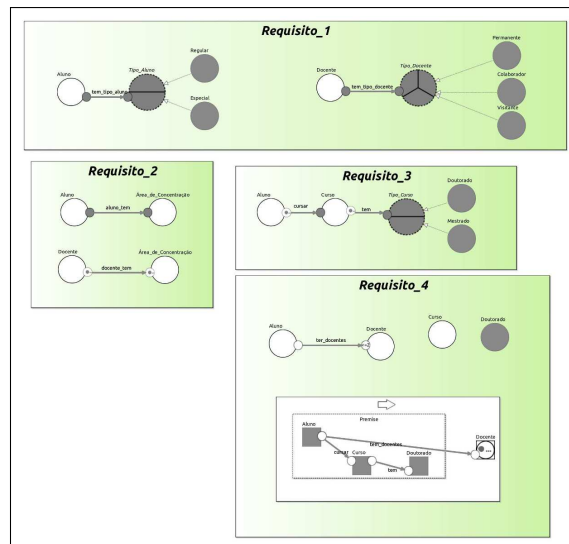 Requisito_1
Regular
Aluno
Tipo_Aluno
tem_tipo_aluno
Especial
Permanente
Docente
Tipo_Docente
Colaborador
tem_tipo_docente
Visitante
Requisito_2
Aluno
Área_de_Concentração
aluno_tem
Docente
Área_de_Concentração
docente_tem
Requisito_3
Aluno
Curso
Tipo_Curso
Doutorado
cursar
tem
Mestrado
Requisito_4
Aluno
Docente
Curso
Doutorado
ter_docentes
Premise
Aluno
Docente
tem_docentes
cursar
Curso
Doutorado
tem
...